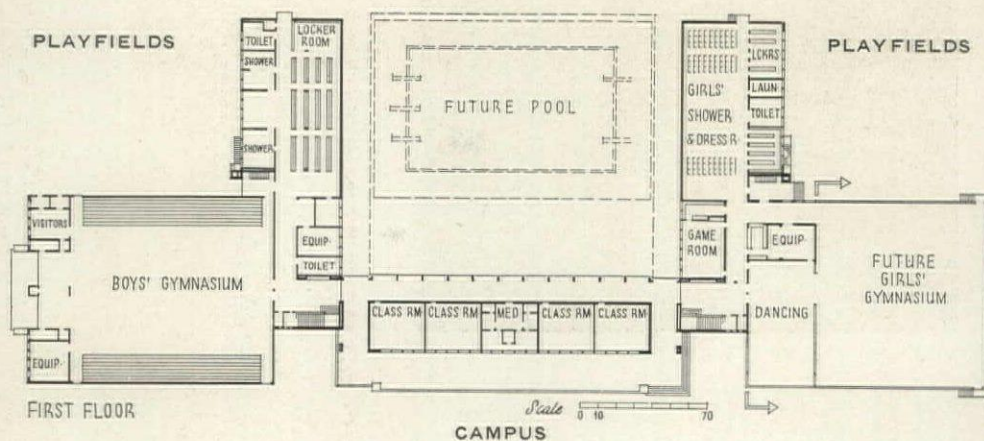 PLAYFIELDS
TOILET
LOCKER
ROOM
SHOWER
SHOWER
FUTURE POOL
GIRLS'
SHOWER
& DRESS R.
LCKRS
LAUN
TOILET
PLAYFIELDS
VISITORS
BOYS' GYMNASIUM
EQUIP.
EQUIP.
TOILET
CLASS RM
CLASS RM
MED
CLASS RM
CLASS RM
GAME
ROOM
EQUIP.
DANCING
FUTURE
GIRLS'
GYMNASIUM
FIRST FLOOR
Scale 0 10 70
CAMPUS